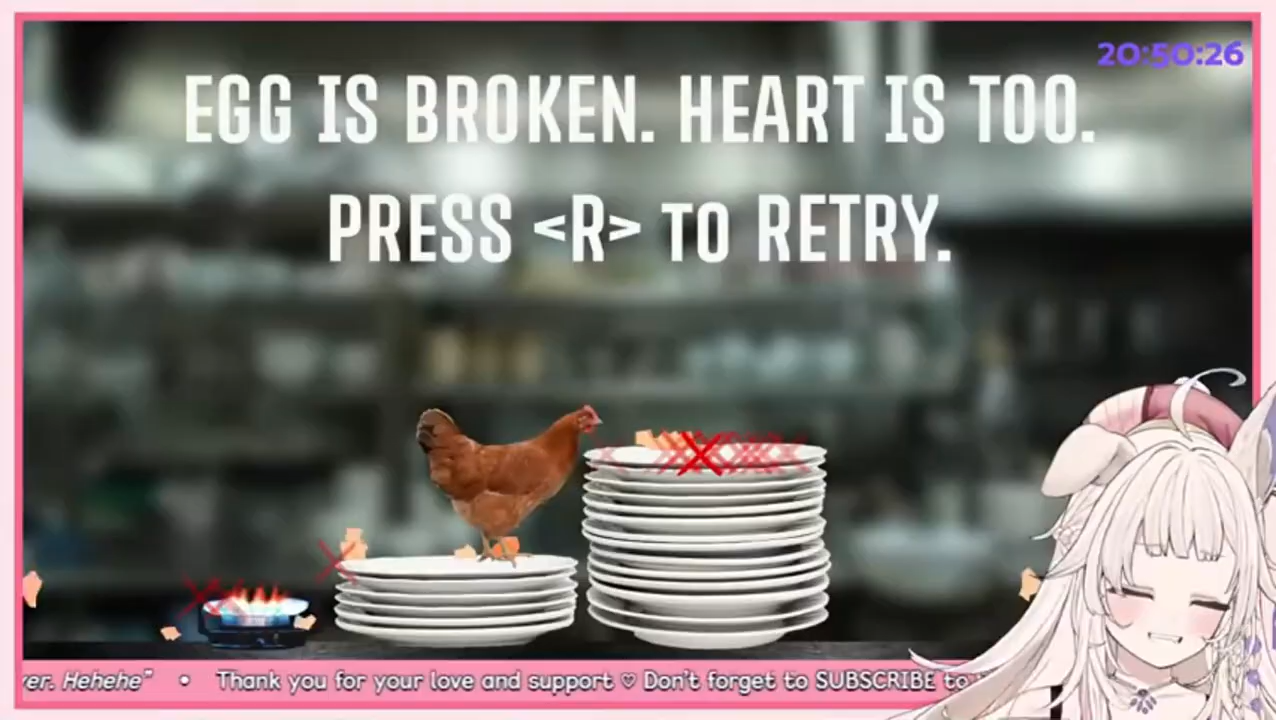 20:50:26
EGG IS BROKEN. HEART IS TOO.
PRESS <R> TO RETRY.
er. Hehehe" • Thank you for your love and support ♡ Don't forget to SUBSCRIBE to